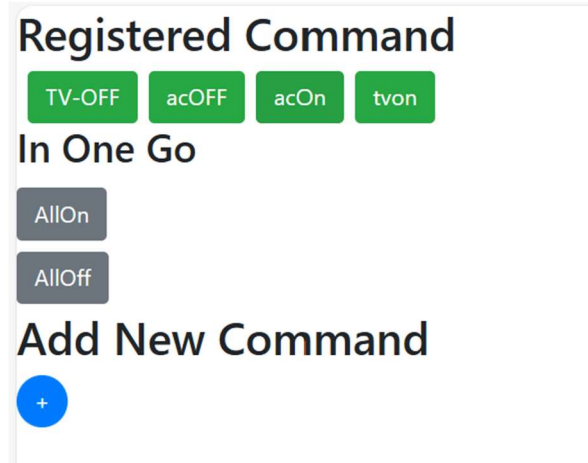 Registered Command
TV-OFF acOFF acOn tvon
In One Go
AllOn
AllOff
Add New Command
+